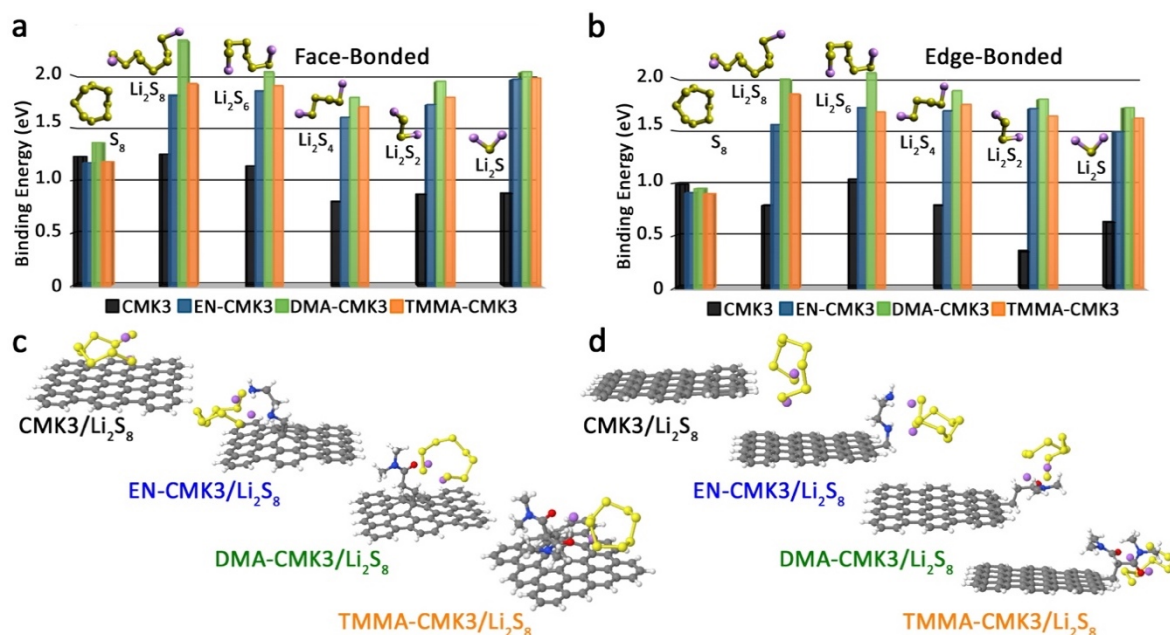 a
Face-Bonded
Binding Energy (eV)
2.0
1.5
1.0
0.5
0
S₈
Li₂S₈
Li₂S₆
Li₂S₄
Li₂S₂
Li₂S
CMK3 EN-CMK3 DMA-CMK3 TMMA-CMK3
b
Edge-Bonded
Binding Energy (eV)
2.0
1.5
1.0
0.5
0
S₈
Li₂S₈
Li₂S₆
Li₂S₄
Li₂S₂
Li₂S
CMK3 EN-CMK3 DMA-CMK3 TMMA-CMK3
c
CMK3/Li₂S₈
EN-CMK3/Li₂S₈
DMA-CMK3/Li₂S₈
TMMA-CMK3/Li₂S₈
d
CMK3/Li₂S₈
EN-CMK3/Li₂S₈
DMA-CMK3/Li₂S₈
TMMA-CMK3/Li₂S₈